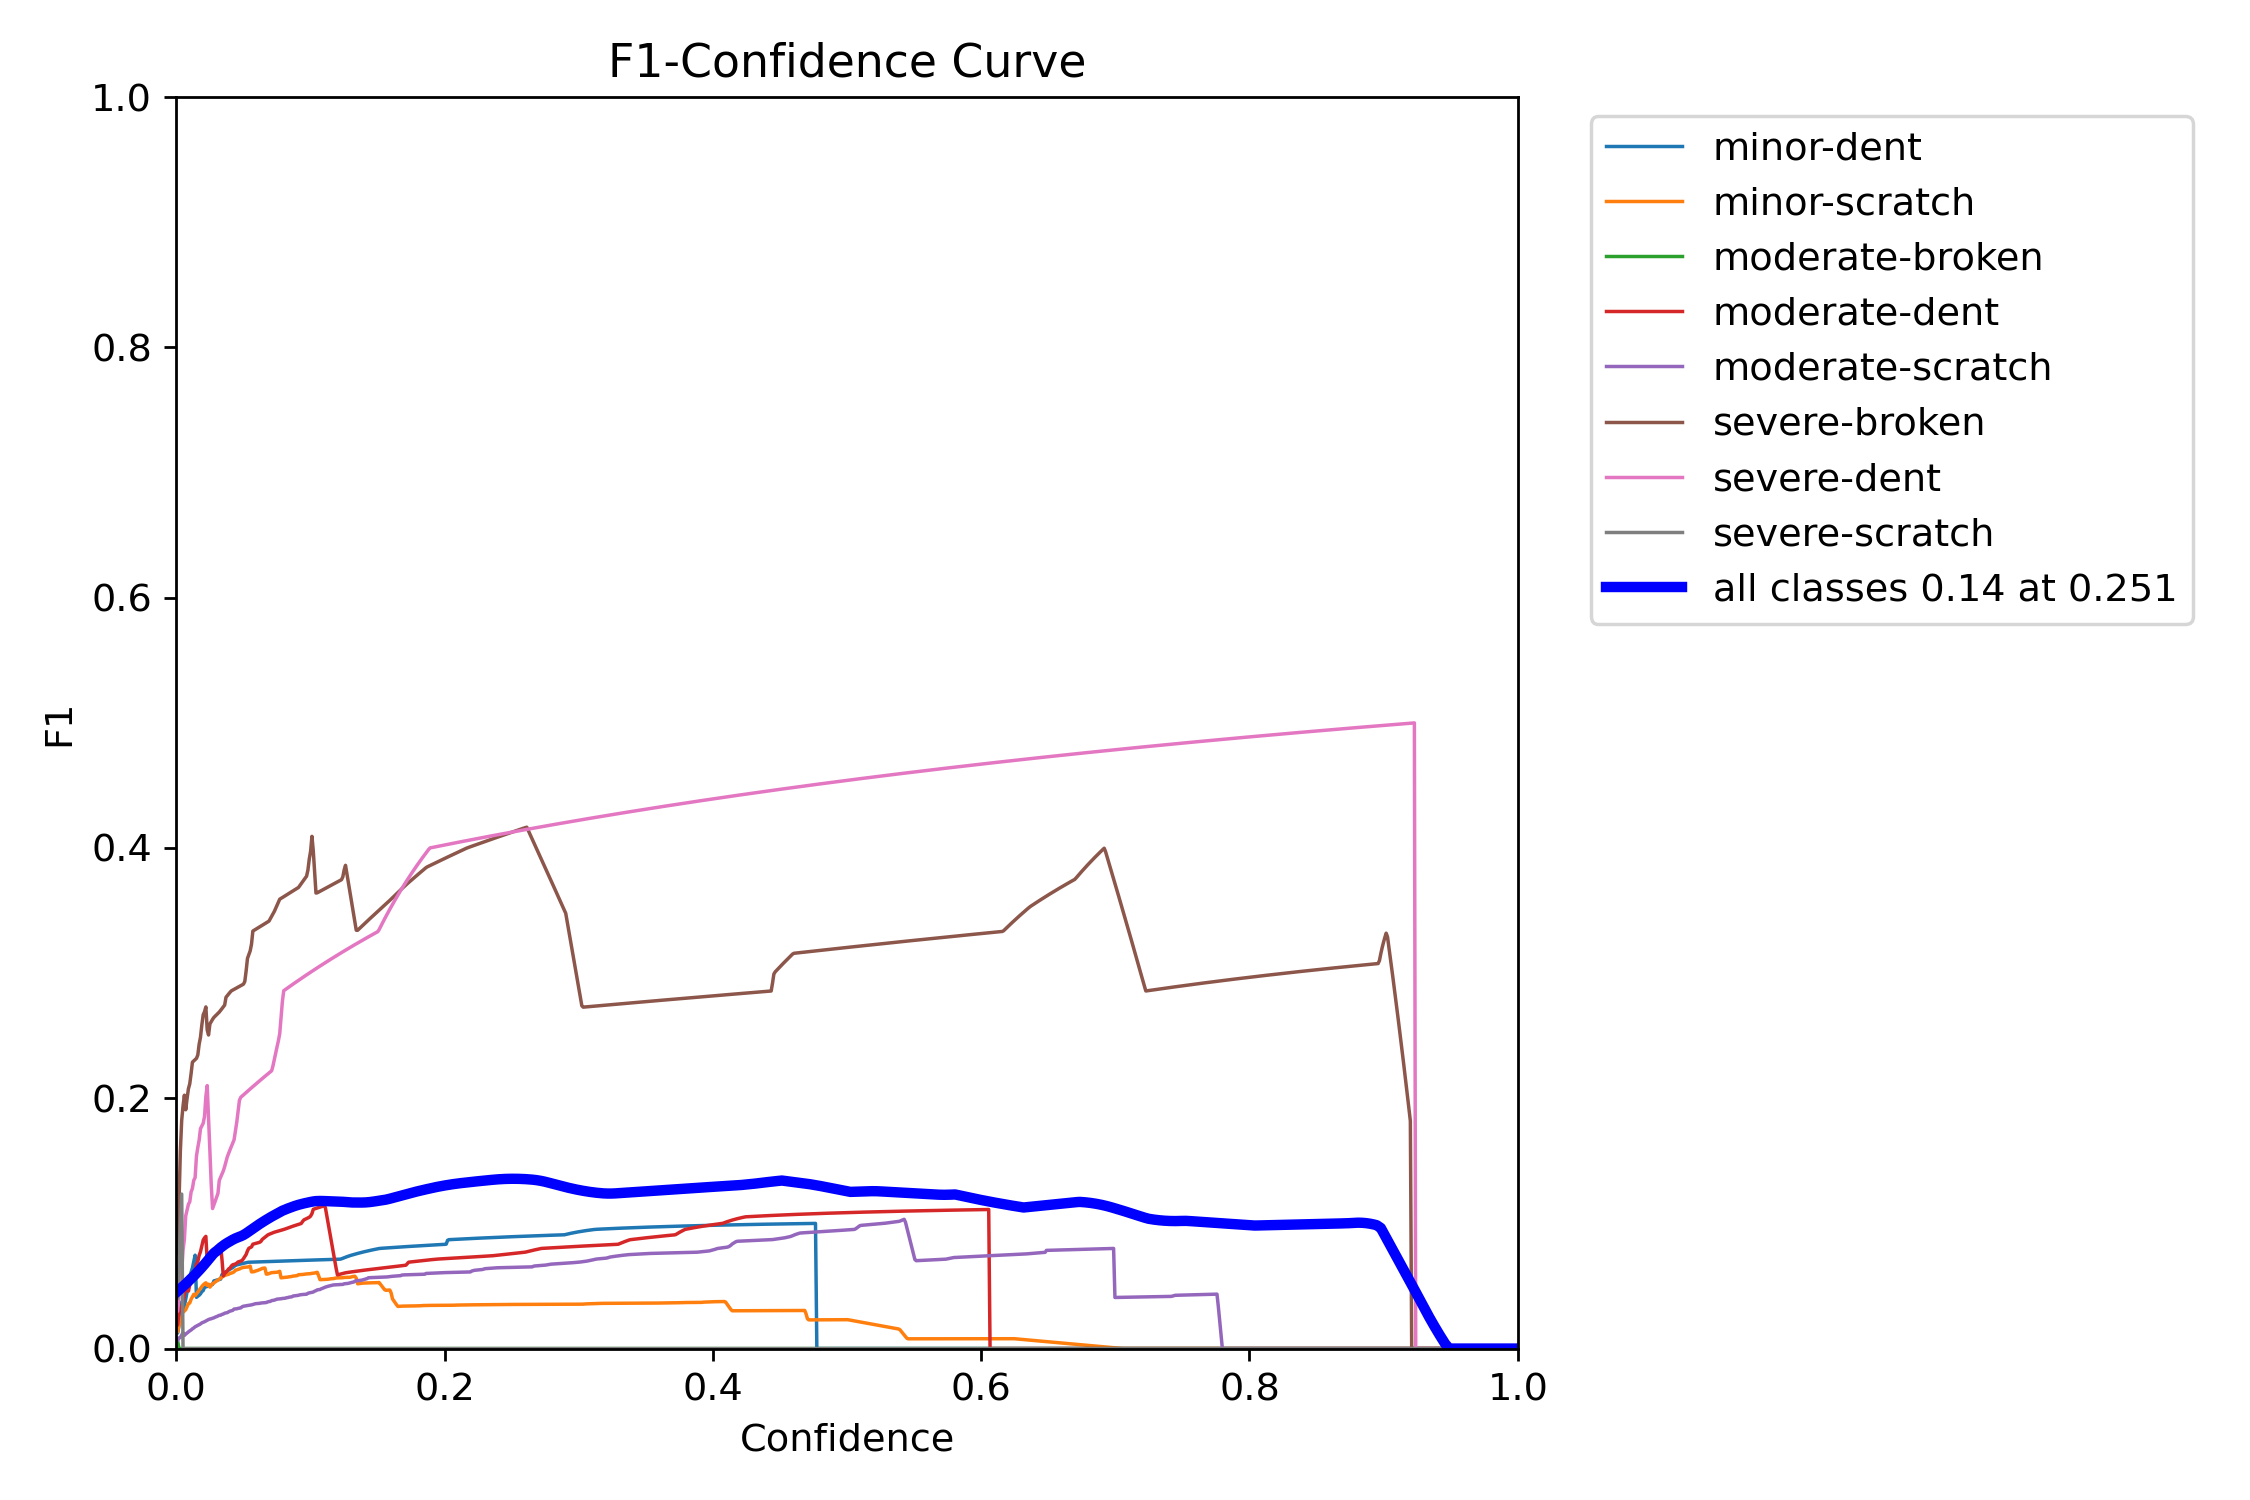 F1-Confidence Curve
1.0
0.8
0.6
0.4
0.2
0.0
F1
0.0 0.2 0.4 0.6 0.8 1.0
Confidence
minor-dent
minor-scratch
moderate-broken
moderate-dent
moderate-scratch
severe-broken
severe-dent
severe-scratch
all classes 0.14 at 0.251